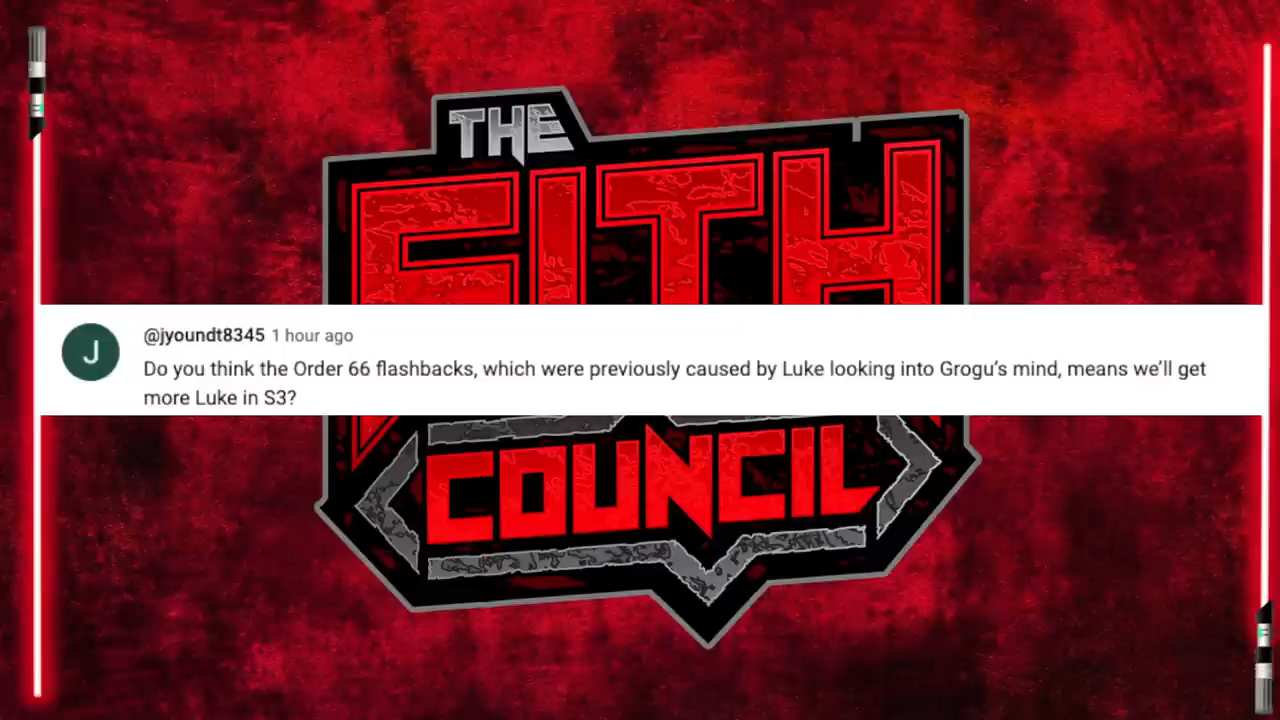 THE
SITH
J
@jyoundt8345 1 hour ago
Do you think the Order 66 flashbacks, which were previously caused by Luke looking into Grogu's mind, means we’ll get
more Luke in S3?
COUNCIL